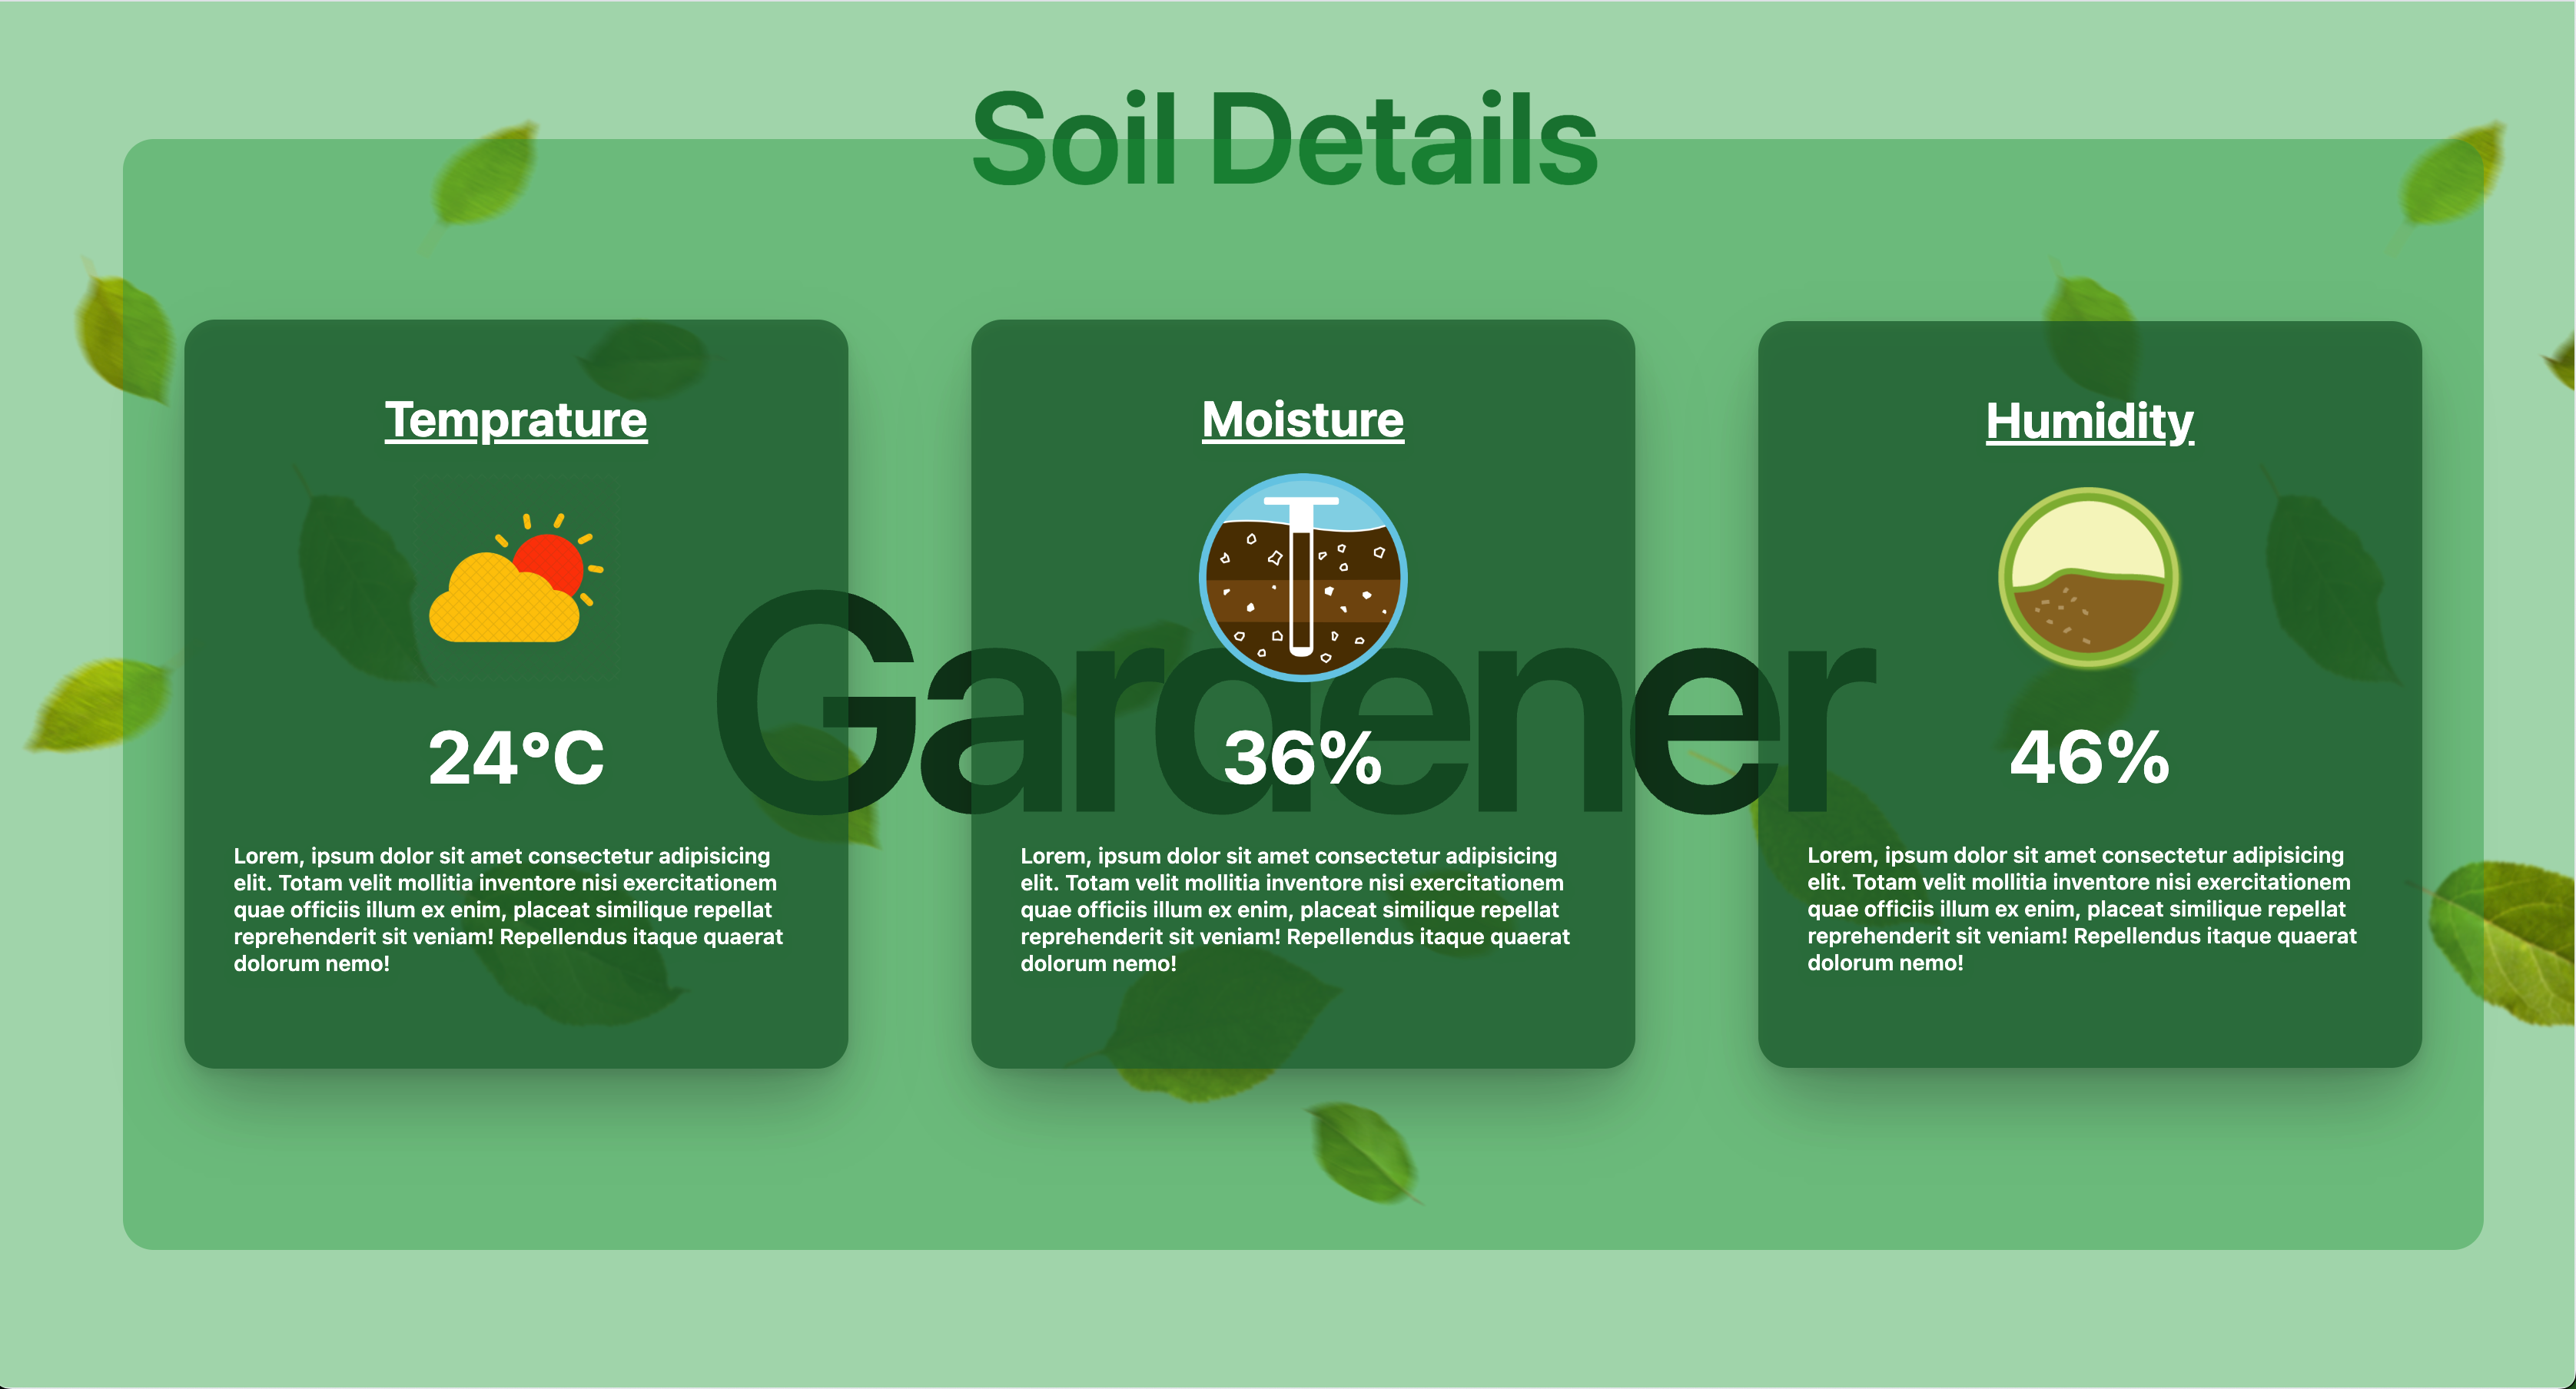 Soil Details
Temprature
24°C
Lorem, ipsum dolor sit amet consectetur adipisicing
elit. Totam velit mollitia inventore nisi exercitationem
quae officiis illum ex enim, placeat similique repellat
reprehenderit sit veniam! Repellendus itaque quaerat
dolorum nemo!
Moisture
36%
Lorem, ipsum dolor sit amet consectetur adipisicing
elit. Totam velit mollitia inventore nisi exercitationem
quae officiis illum ex enim, placeat similique repellat
reprehenderit sit veniam! Repellendus itaque quaerat
dolorum nemo!
Humidity
46%
Lorem, ipsum dolor sit amet consectetur adipisicing
elit. Totam velit mollitia inventore nisi exercitationem
quae officiis illum ex enim, placeat similique repellat
reprehenderit sit veniam! Repellendus itaque quaerat
dolorum nemo!
Gardener